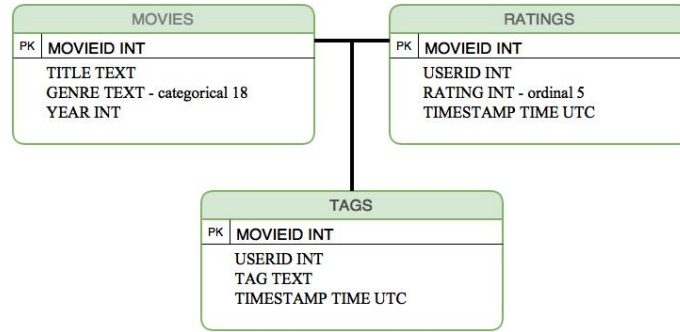 MOVIES
PK MOVIEID INT
TITLE TEXT
GENRE TEXT - categorical 18
YEAR INT
RATINGS
PK MOVIEID INT
USERID INT
RATING INT - ordinal 5
TIMESTAMP TIME UTC
TAGS
PK MOVIEID INT
USERID INT
TAG TEXT
TIMESTAMP TIME UTC